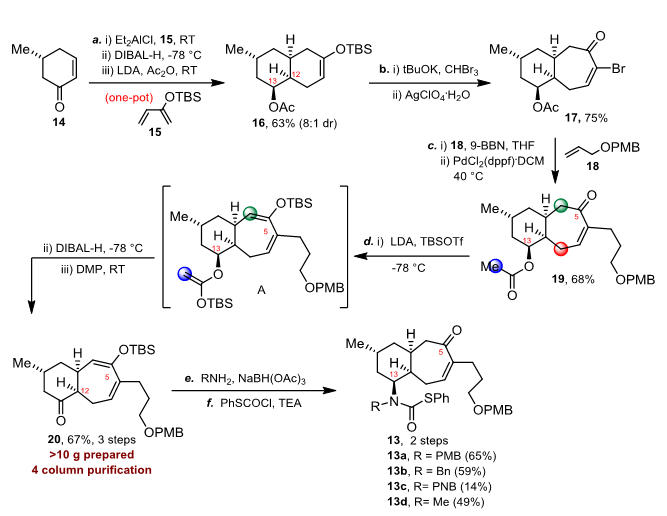 a. i) Et₂AlCl, 15, RT
ii) DIBAL-H, -78 °C
iii) LDA, Ac₂O, RT
(one-pot)
OTBS
15
Me
O
14
Me
H
OTBS
H
12
13
OAc
16, 63% (8:1 dr)
b. i) tBuOK, CHBr₃
ii) AgClO₄·H₂O
Me
H
O
Br
H
OAc
17, 75%
c. i) 18, 9-BBN, THF
ii) PdCl₂(dppf)·DCM
40 °C
OPMB
18
Me
H
O
5
H
13
Me
O
O
OPMB
19, 68%
d. i) LDA, TBSOTf
-78 °C
Me
H
OTBS
5
H
13
O
OTBS
A
OPMB
ii) DIBAL-H, -78 °C
iii) DMP, RT
Me
H
OTBS
5
H
12
O
OPMB
20, 67%, 3 steps
>10 g prepared
4 column purification
e. RNH₂, NaBH(OAc)₃
f. PhSCOCl, TEA
Me
H
O
5
H
13
R
N
SPh
O
OPMB
13, 2 steps
13a, R = PMB (65%)
13b, R = Bn (59%)
13c, R= PNB (14%)
13d, R = Me (49%)